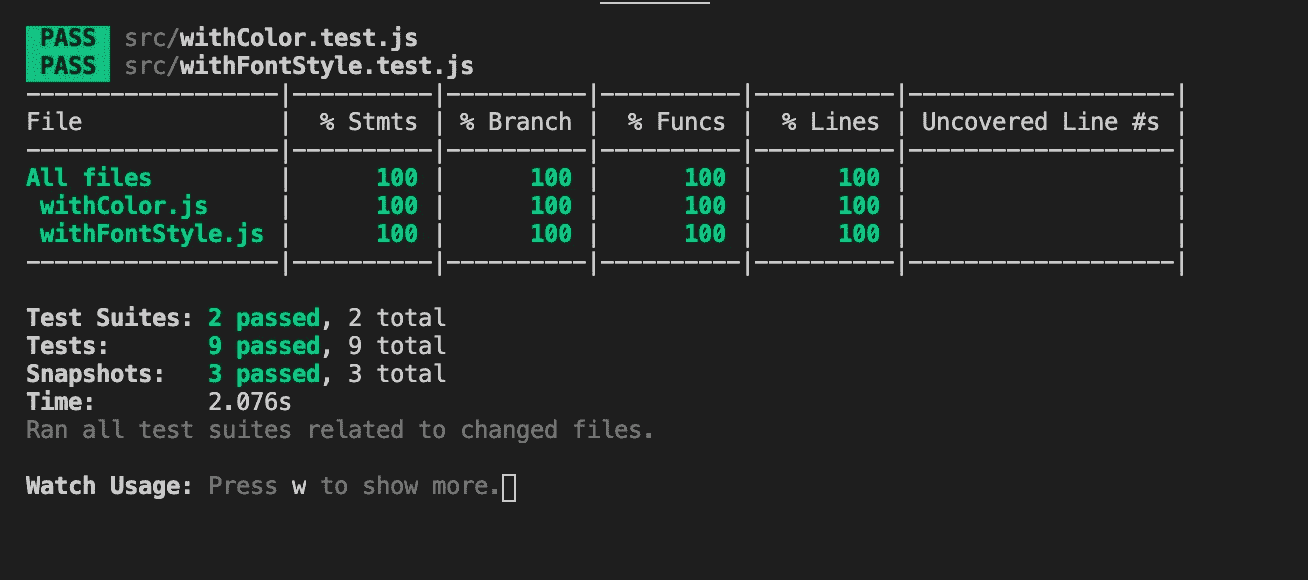 PASS src/withColor.test.js
PASS src/withFontStyle.test.js
--------------------|-----------|-----------|-----------|-----------|--------------------|
File | % Stmts | % Branch | % Funcs | % Lines | Uncovered Line #s |
--------------------|-----------|-----------|-----------|-----------|--------------------|
All files | 100 | 100 | 100 | 100 | |
withColor.js | 100 | 100 | 100 | 100 | |
withFontStyle.js | 100 | 100 | 100 | 100 | |
--------------------|-----------|-----------|-----------|-----------|--------------------|
Test Suites: 2 passed, 2 total
Tests: 9 passed, 9 total
Snapshots: 3 passed, 3 total
Time: 2.076s
Ran all test suites related to changed files.
Watch Usage: Press w to show more.